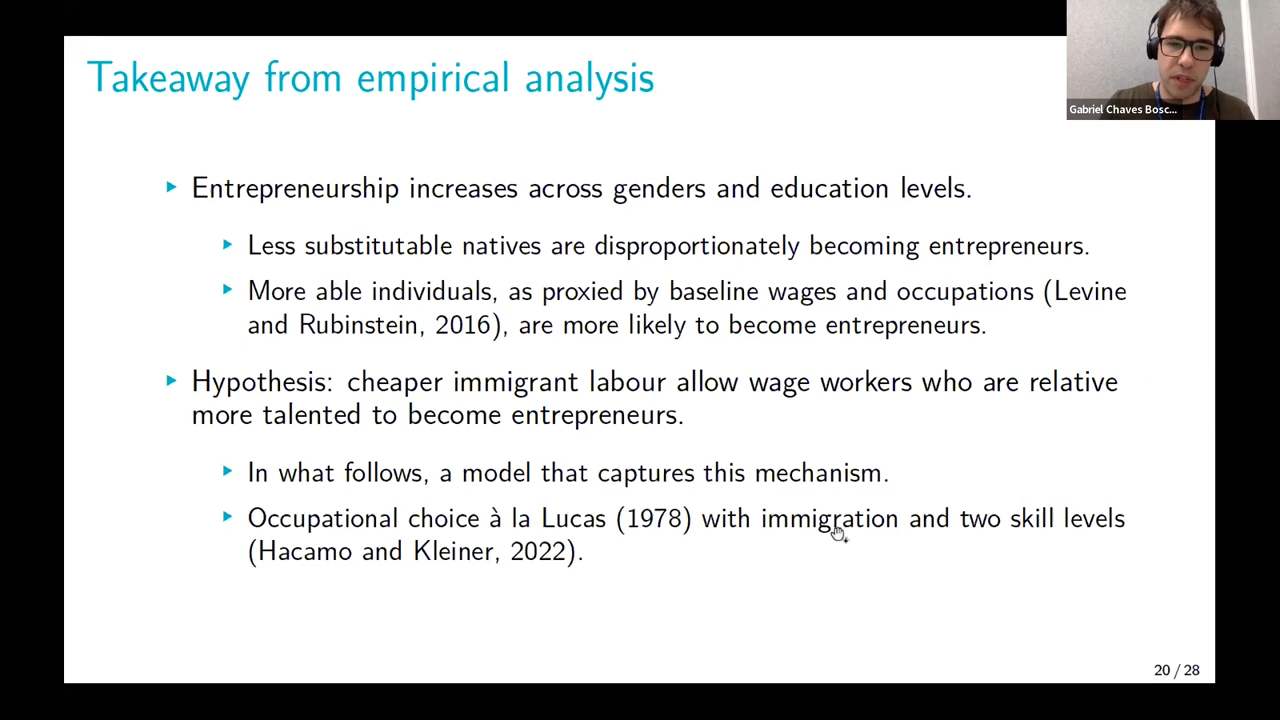 Takeaway from empirical analysis
Gabriel Chaves Bosc...
Entrepreneurship increases across genders and education levels.
Less substitutable natives are disproportionately becoming entrepreneurs.
More able individuals, as proxied by baseline wages and occupations (Levine
and Rubinstein, 2016), are more likely to become entrepreneurs.
Hypothesis: cheaper immigrant labour allow wage workers who are relative
more talented to become entrepreneurs.
In what follows, a model that captures this mechanism.
Occupational choice à la Lucas (1978) with immigration and two skill levels
(Hacamo and Kleiner, 2022).
20 / 28